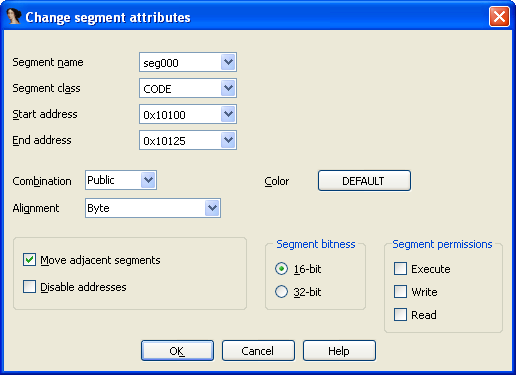 Change segment attributes
Segment name seg000
Segment class CODE
Start address 0x10100
End address 0x10125
Combination Public Color DEFAULT
Alignment Byte
Segment bitness Segment permissions
Move adjacent segments 16-bit Execute
Disable addresses 32-bit Write
Read
OK Cancel Help